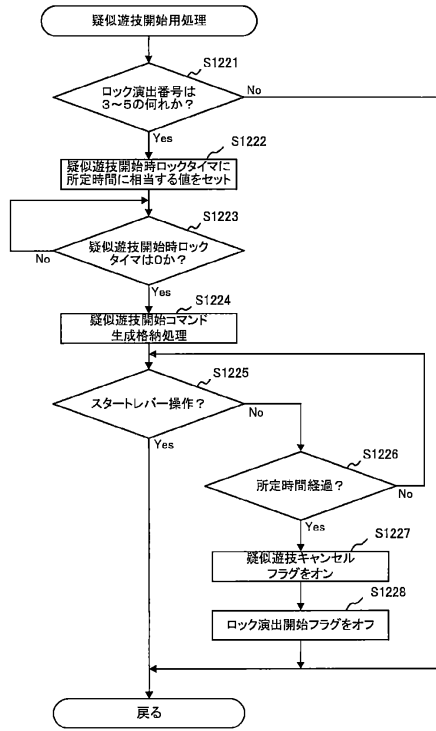 疑似遊技開始用処理
S1221
ロック演出番号は
3～5の何れか?
No
Yes
S1222
疑似遊技開始時ロックタイマに
所定時間に相当する値をセット
S1223
疑似遊技開始時ロック
タイマは0か?
No
Yes
S1224
疑似遊技開始コマンド
生成格納処理
S1225
スタートレバー操作?
No
Yes
S1226
所定時間経過?
No
Yes
S1227
疑似遊技キャンセル
フラグをオン
S1228
ロック演出開始フラグをオフ
戻る